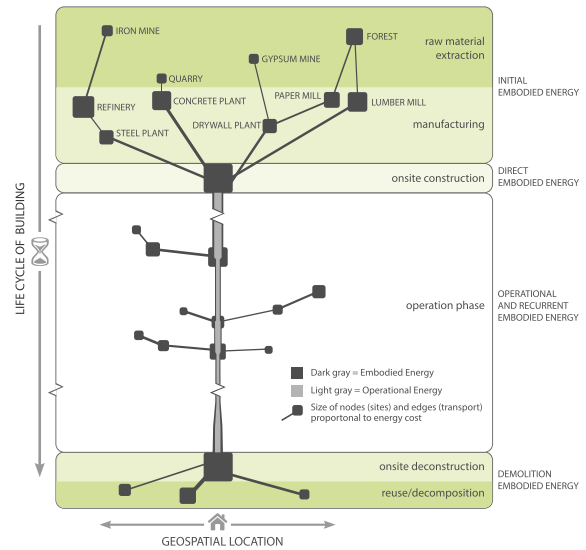 IRON MINE
FOREST
raw material
extraction
GYPSUM MINE
QUARRY
INITIAL
EMBODIED ENERGY
REFINERY
CONCRETE PLANT
PAPER MILL
LUMBER MILL
STEEL PLANT
DRYWALL PLANT
manufacturing
onsite construction
DIRECT
EMBODIED ENERGY
LIFE CYCLE OF BUILDING
operation phase
OPERATIONAL
AND RECURRENT
EMBODIED ENERGY
Dark gray = Embodied Energy
Light gray = Operational Energy
Size of nodes (sites) and edges (transport)
proportonal to energy cost
onsite deconstruction
DEMOLITION
EMBODIED ENERGY
reuse/decomposition
GEOSPATIAL LOCATION